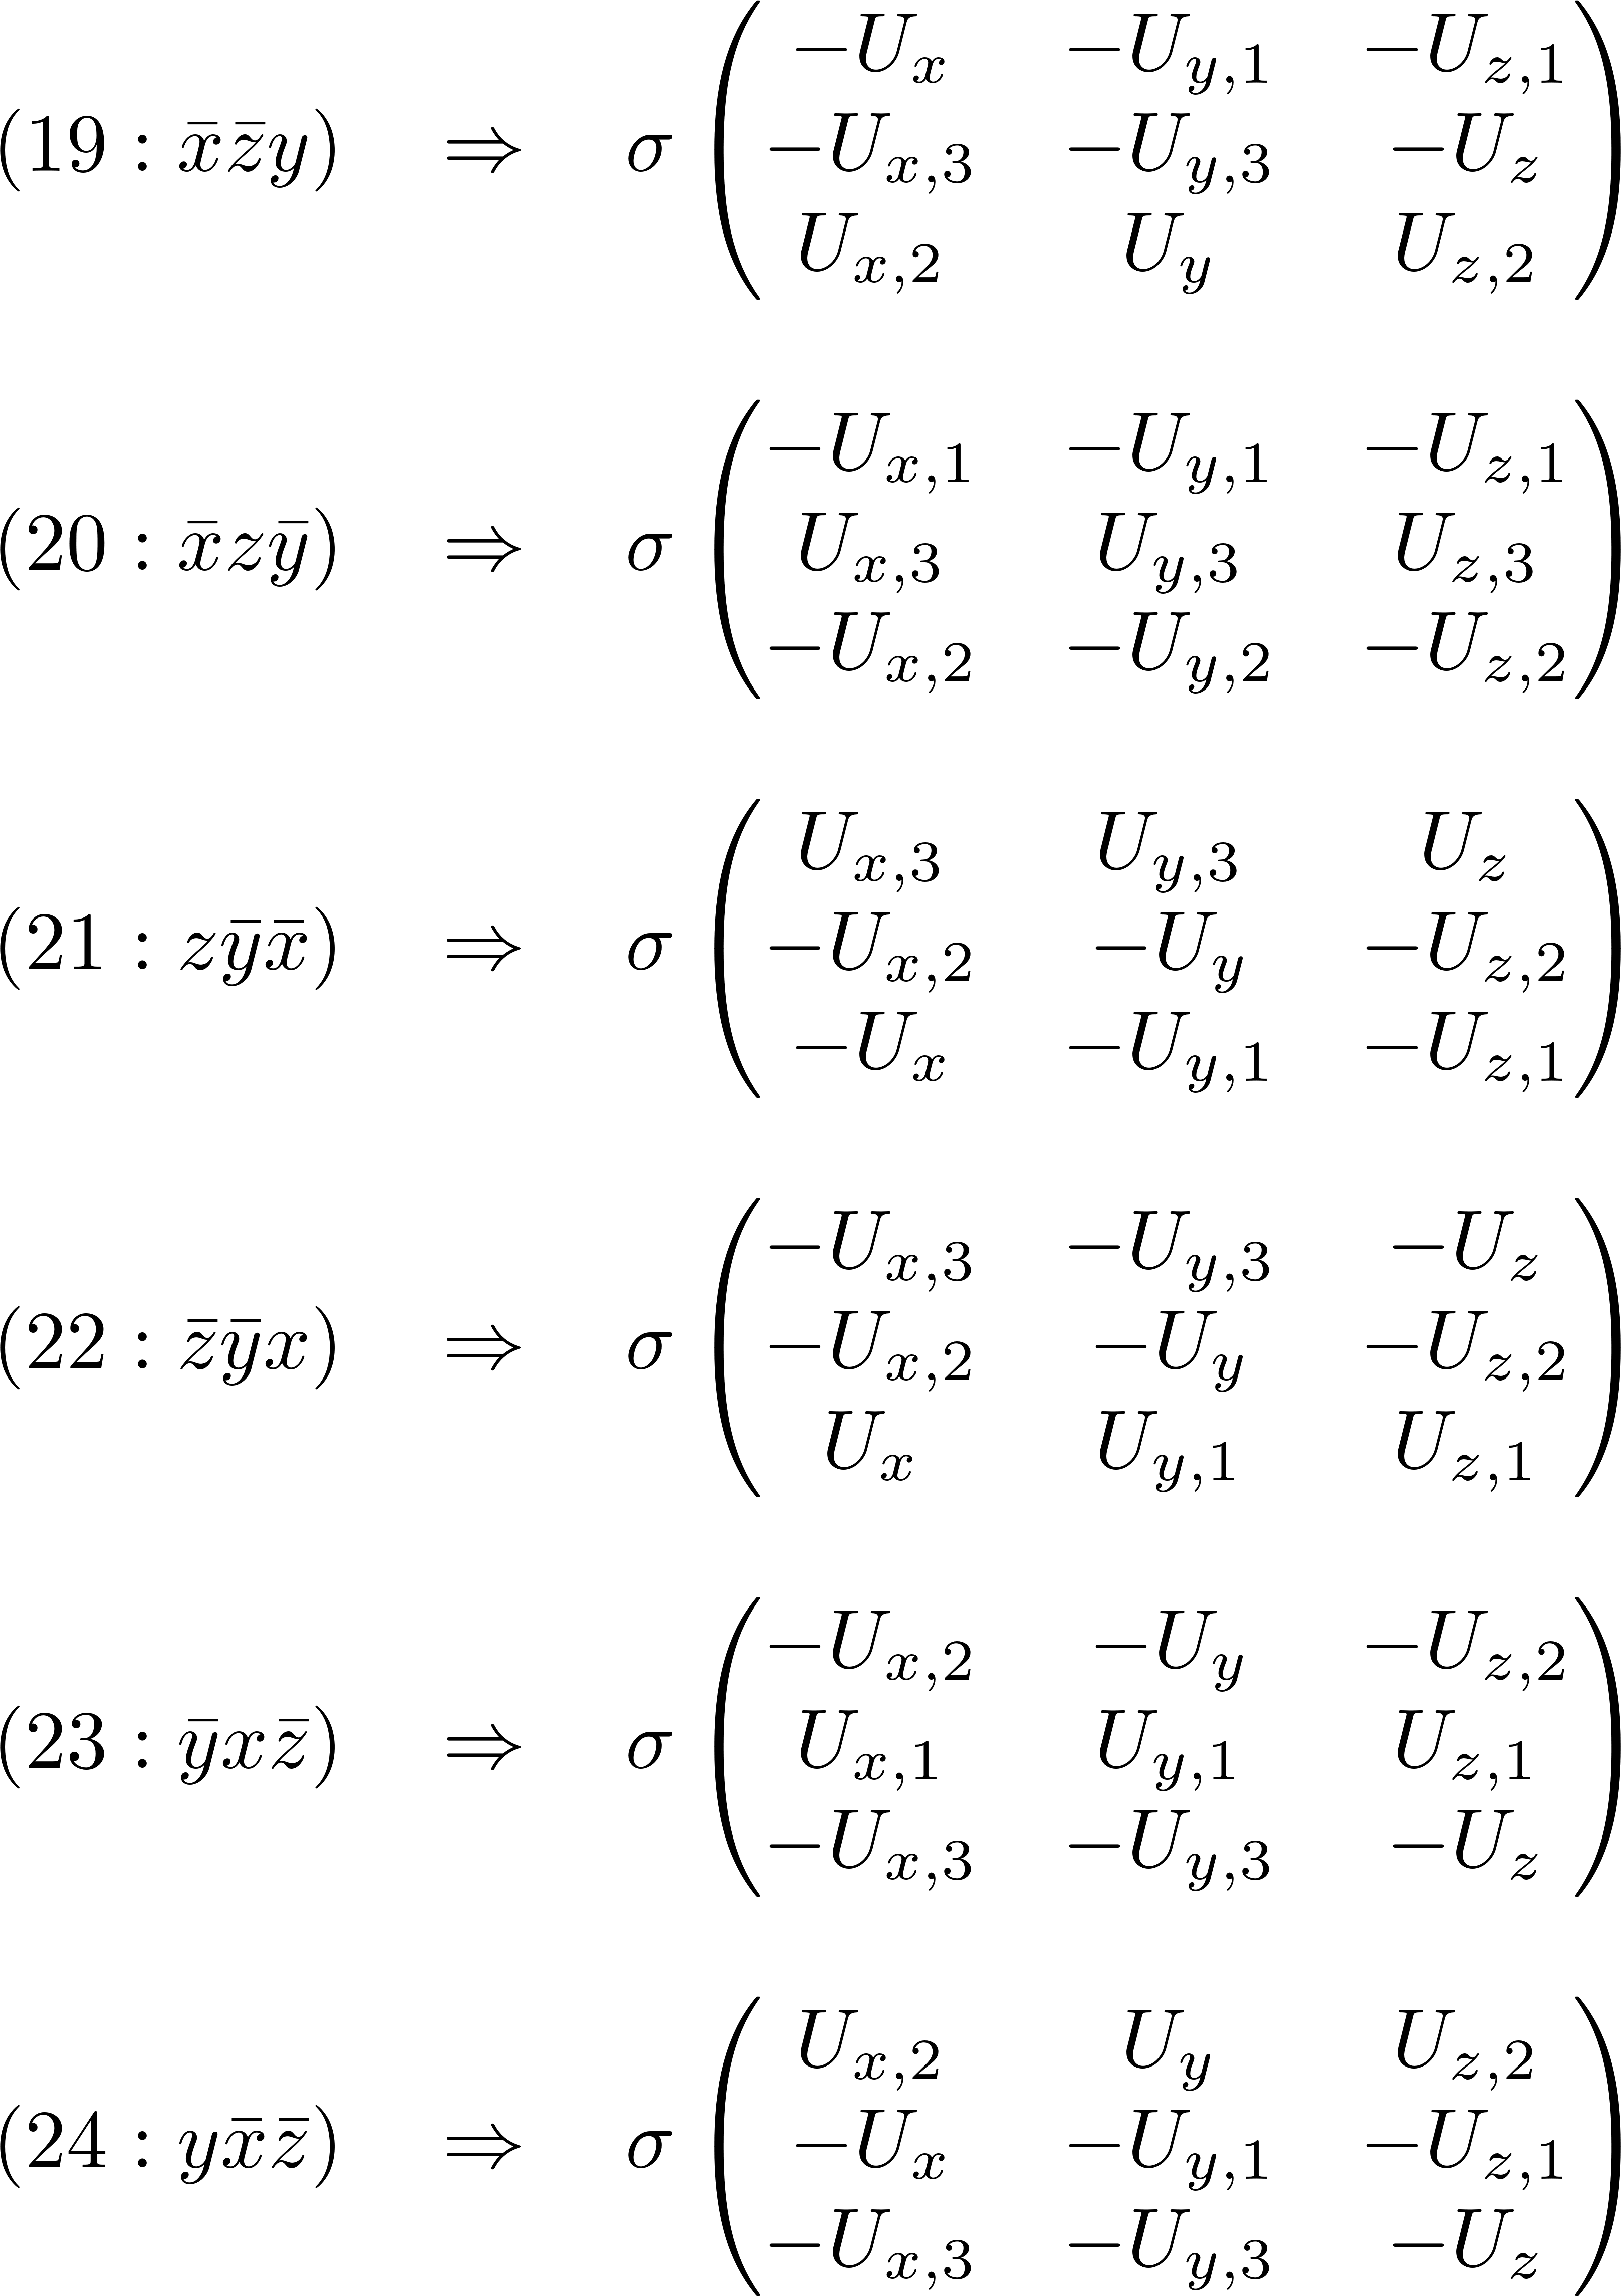 −U_x −U_{y,1} −U_{z,1}
(19 : x̅z̅y) ⇒ σ −U_{x,3} −U_{y,3} −U_z
U_{x,2} U_y U_{z,2}
−U_{x,1} −U_{y,1} −U_{z,1}
(20 : x̅zy̅) ⇒ σ U_{x,3} U_{y,3} U_{z,3}
−U_{x,2} −U_{y,2} −U_{z,2}
U_{x,3} U_{y,3} U_z
(21 : zy̅x̅) ⇒ σ −U_{x,2} −U_y −U_{z,2}
−U_x −U_{y,1} −U_{z,1}
−U_{x,3} −U_{y,3} −U_z
(22 : z̅y̅x) ⇒ σ −U_{x,2} −U_y −U_{z,2}
U_x U_{y,1} U_{z,1}
−U_{x,2} −U_y −U_{z,2}
(23 : y̅xz̅) ⇒ σ U_{x,1} U_{y,1} U_{z,1}
−U_{x,3} −U_{y,3} −U_z
U_{x,2} U_y U_{z,2}
(24 : yx̅z̅) ⇒ σ −U_x −U_{y,1} −U_{z,1}
−U_{x,3} −U_{y,3} −U_z